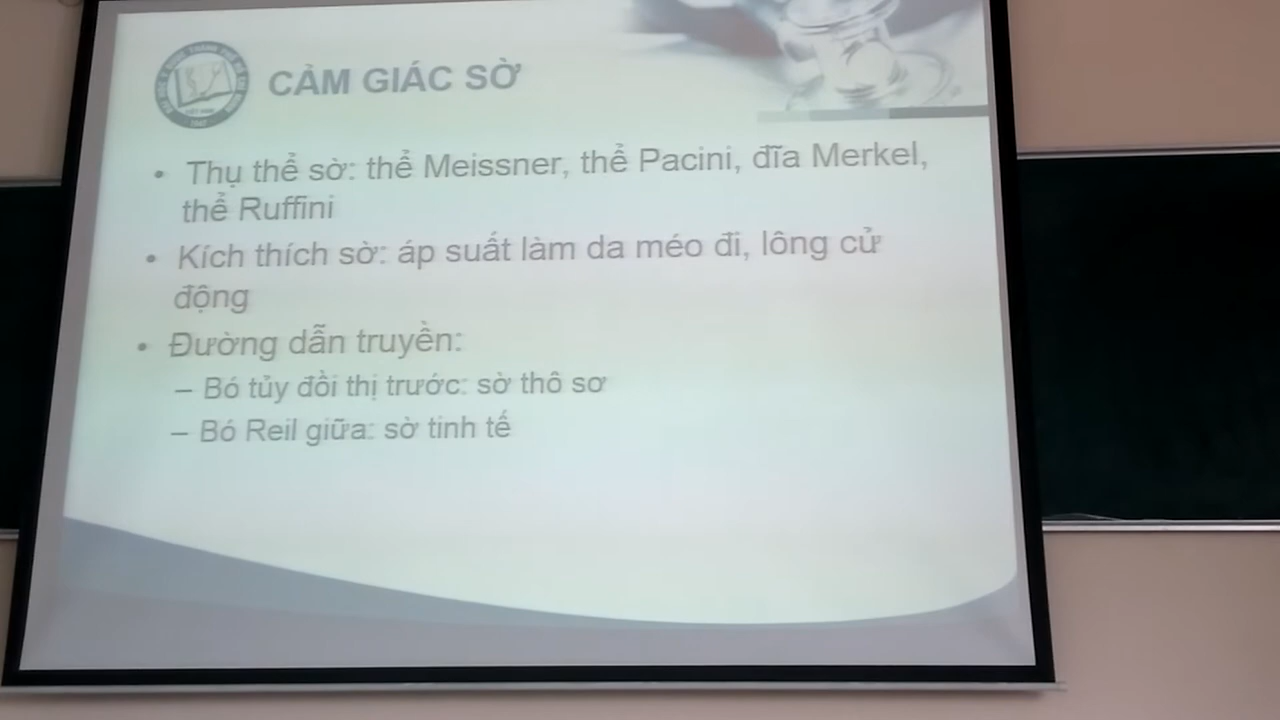 CẢM GIÁC SỜ
• Thụ thể sờ: thể Meissner, thể Pacini, đĩa Merkel,
thể Ruffini
• Kích thích sờ: áp suất làm da méo đi, lông cử
động
• Đường dẫn truyền:
– Bó tủy đồi thị trước: sờ thô sơ
– Bó Reil giữa: sờ tinh tế